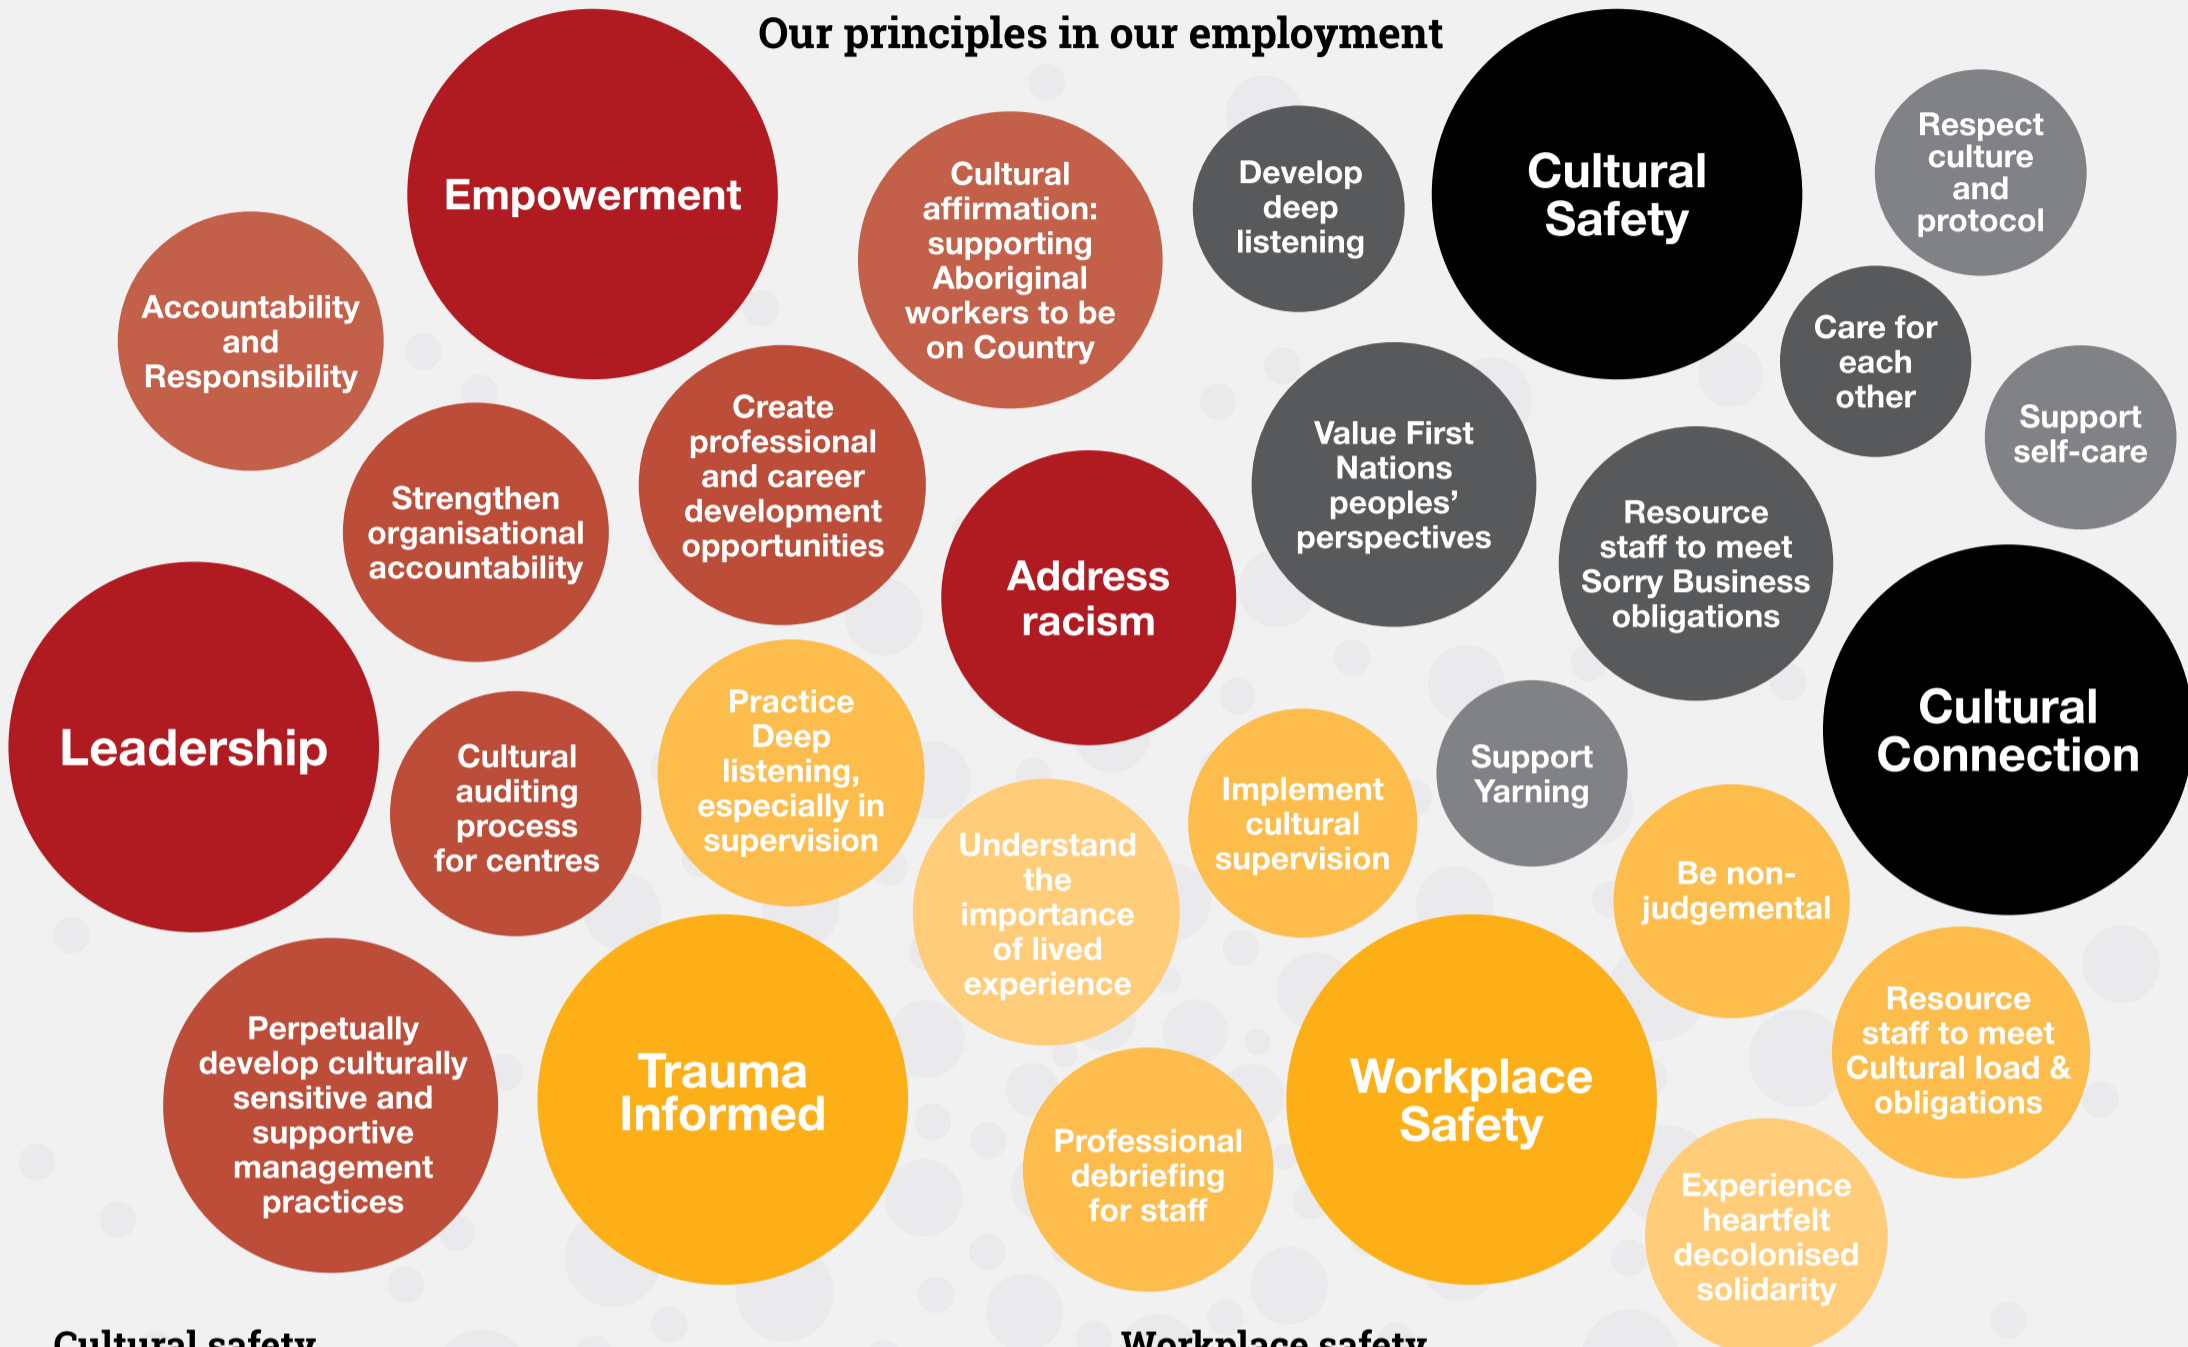 Our principles in our employment
Empowerment
Cultural
affirmation:
supporting
Aboriginal
workers to be
on Country
Develop
deep
listening
Cultural
Safety
Respect
culture
and
protocol
Accountability
and
Responsibility
Strengthen
organisational
accountability
Create
professional
and career
development
opportunities
Address
racism
Value First
Nations
peoples’
perspectives
Resource
staff to meet
Sorry Business
obligations
Care for
each
other
Support
self-care
Leadership
Cultural
auditing
process
for centres
Practice
Deep
listening,
especially in
supervision
Understand
the
importance
of lived
experience
Implement
cultural
supervision
Support
Yarning
Be non-
judgemental
Cultural
Connection
Perpetually
develop culturally
sensitive and
supportive
management
practices
Trauma
Informed
Professional
debriefing
for staff
Workplace
Safety
Resource
staff to meet
Cultural load &
obligations
Experience
heartfelt
decolonised
solidarity
Cultural safety
Workplace safety